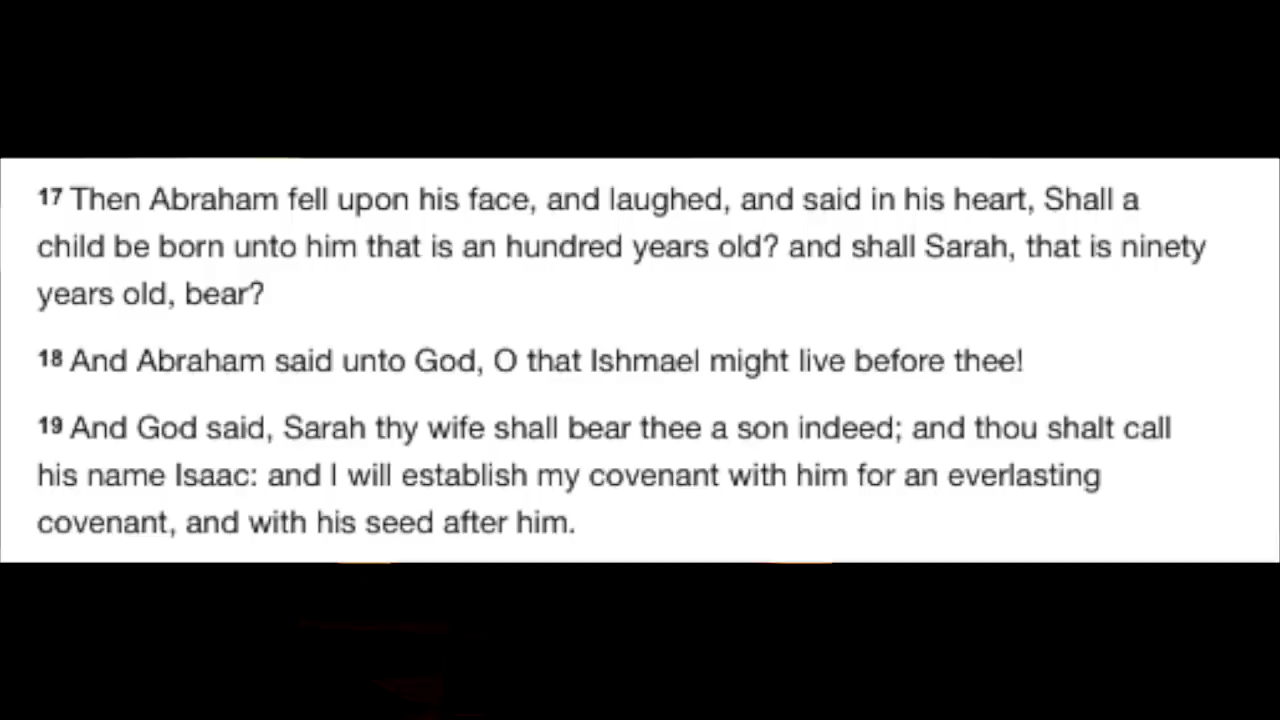 17 Then Abraham fell upon his face, and laughed, and said in his heart, Shall a
child be born unto him that is an hundred years old? and shall Sarah, that is ninety
years old, bear?
18 And Abraham said unto God, O that Ishmael might live before thee!
19 And God said, Sarah thy wife shall bear thee a son indeed; and thou shalt call
his name Isaac: and I will establish my covenant with him for an everlasting
covenant, and with his seed after him.